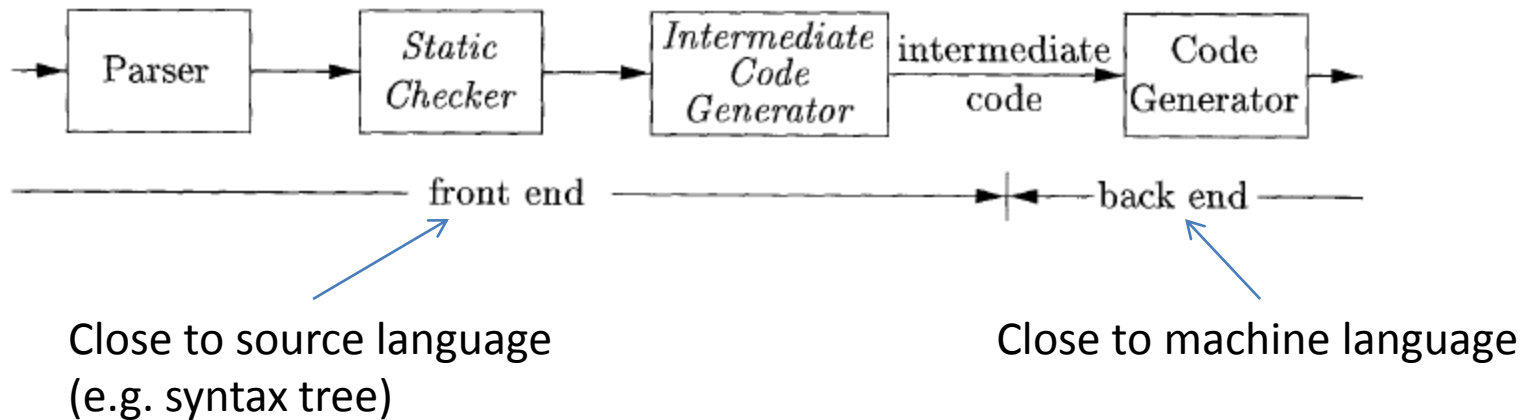 Parser
Static
Checker
Intermediate
Code
Generator
intermediate
code
Code
Generator
front end
back end
Close to source language
(e.g. syntax tree)
Close to machine language